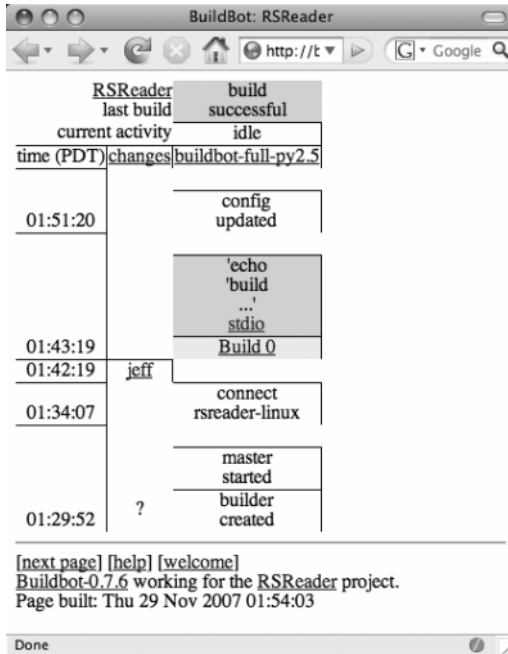 BuildBot: RSReader
http://t
G Google
RSReader build
last build successful
current activity idle
time (PDT) changes buildbot-full-py2.5
config
01:51:20 updated
'echo
'build
...'
stdio
01:43:19 Build 0
01:42:19 jeff
connect
01:34:07 rsreader-linux
master
started
builder
01:29:52 ? created
[next page] [help] [welcome]
Buildbot-0.7.6 working for the RSReader project.
Page built: Thu 29 Nov 2007 01:54:03
Done